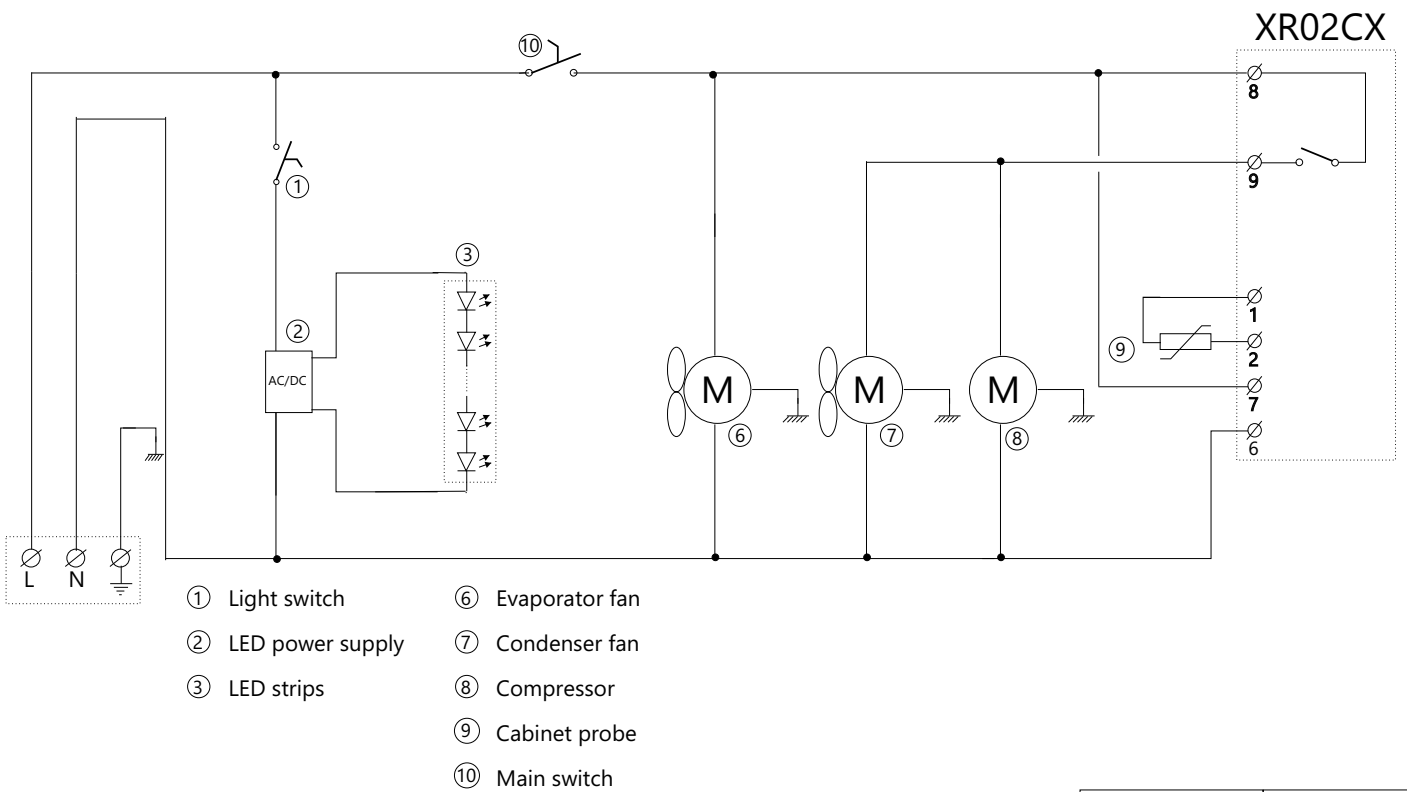 XR02CX
⑩
8
①
9
③
②
AC/DC
1
⑨
2
M
M
M
7
⑥
⑦
⑧
6
L
N
① Light switch
② LED power supply
③ LED strips
⑥ Evaporator fan
⑦ Condenser fan
⑧ Compressor
⑨ Cabinet probe
⑩ Main switch